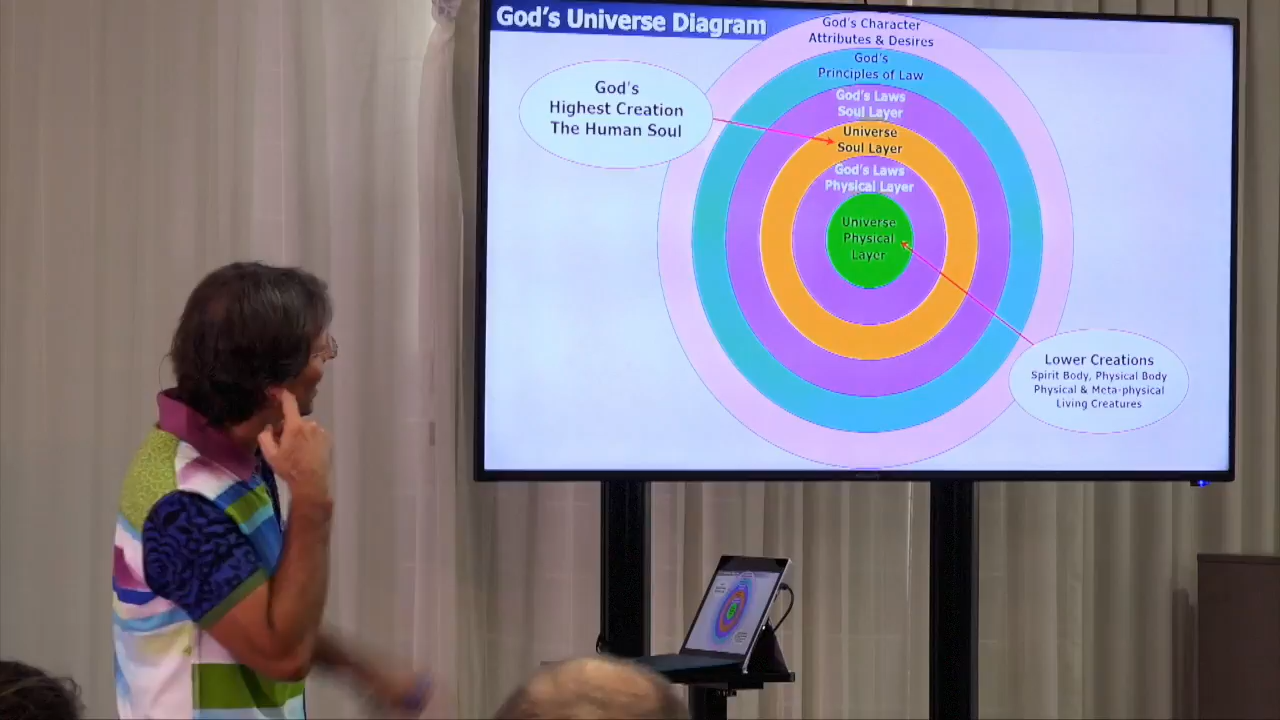 God's Universe Diagram
God's Character
Attributes & Desires
God's
Principles of Law
God's Laws
Soul Layer
Universe
Soul Layer
God's Laws
Physical Layer
Universe
Physical
Layer
God's
Highest Creation
The Human Soul
Lower Creations
Spirit Body, Physical Body
Physical & Meta-physical
Living Creatures